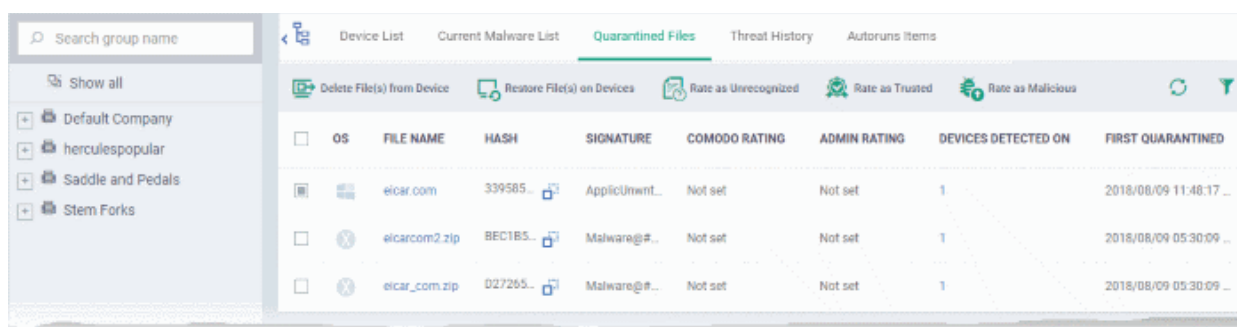 Search group name
Show all
Default Company
herculespopular
Saddle and Pedals
Stem Forks
Device List Current Malware List Quarantined Files Threat History Autoruns Items
Delete File(s) from Device Restore File(s) on Devices Rate as Unrecognized Rate as Trusted Rate as Malicious
OS FILE NAME HASH SIGNATURE COMODO RATING ADMIN RATING DEVICES DETECTED ON FIRST QUARANTINED
eicar.com 339585... ApplicUnwnt... Not set Not set 1 2018/08/09 11:48:17 ...
eicarcom2.zip BEC1B5... Malware@#... Not set Not set 1 2018/08/09 05:30:09 ...
eicar_com.zip D27265... Malware@#... Not set Not set 1 2018/08/09 05:30:09 ...